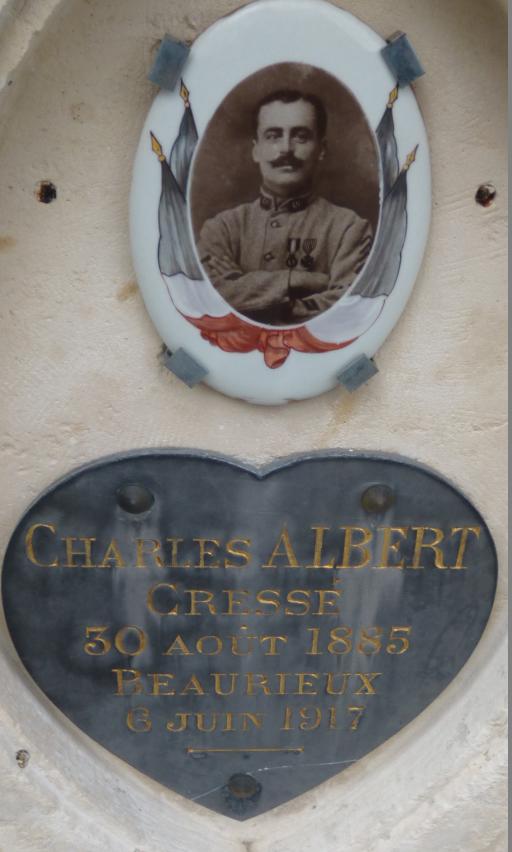 CHARLES ALBERT
CRESSÉ
30 AOÛT 1885
BEAURIEUX
6 JUIN 1917